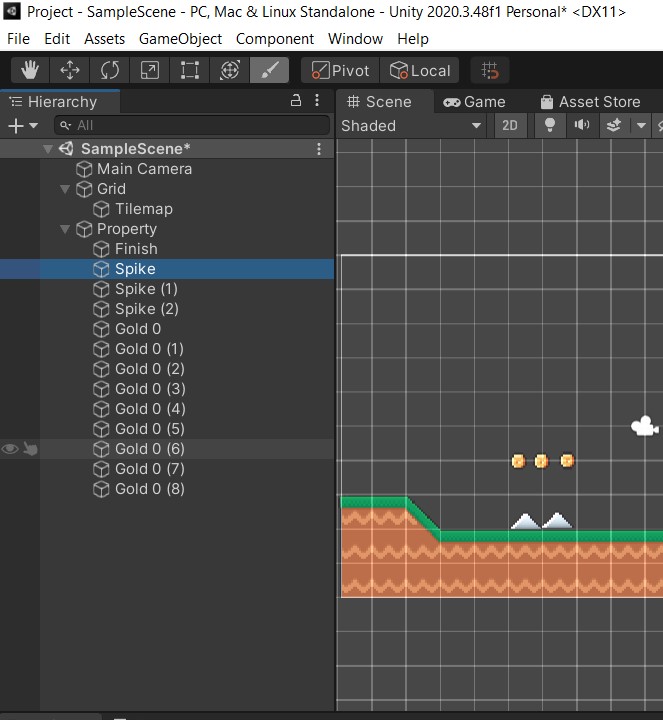 Project - SampleScene - PC, Mac & Linux Standalone - Unity 2020.3.48f1 Personal* <DX11>
File Edit Assets GameObject Component Window Help
Pivot Local
Hierarchy
All
SampleScene*
Main Camera
Grid
Tilemap
Property
Finish
Spike
Spike (1)
Spike (2)
Gold 0
Gold 0 (1)
Gold 0 (2)
Gold 0 (3)
Gold 0 (4)
Gold 0 (5)
Gold 0 (6)
Gold 0 (7)
Gold 0 (8)
Scene Game Asset Store
Shaded 2D